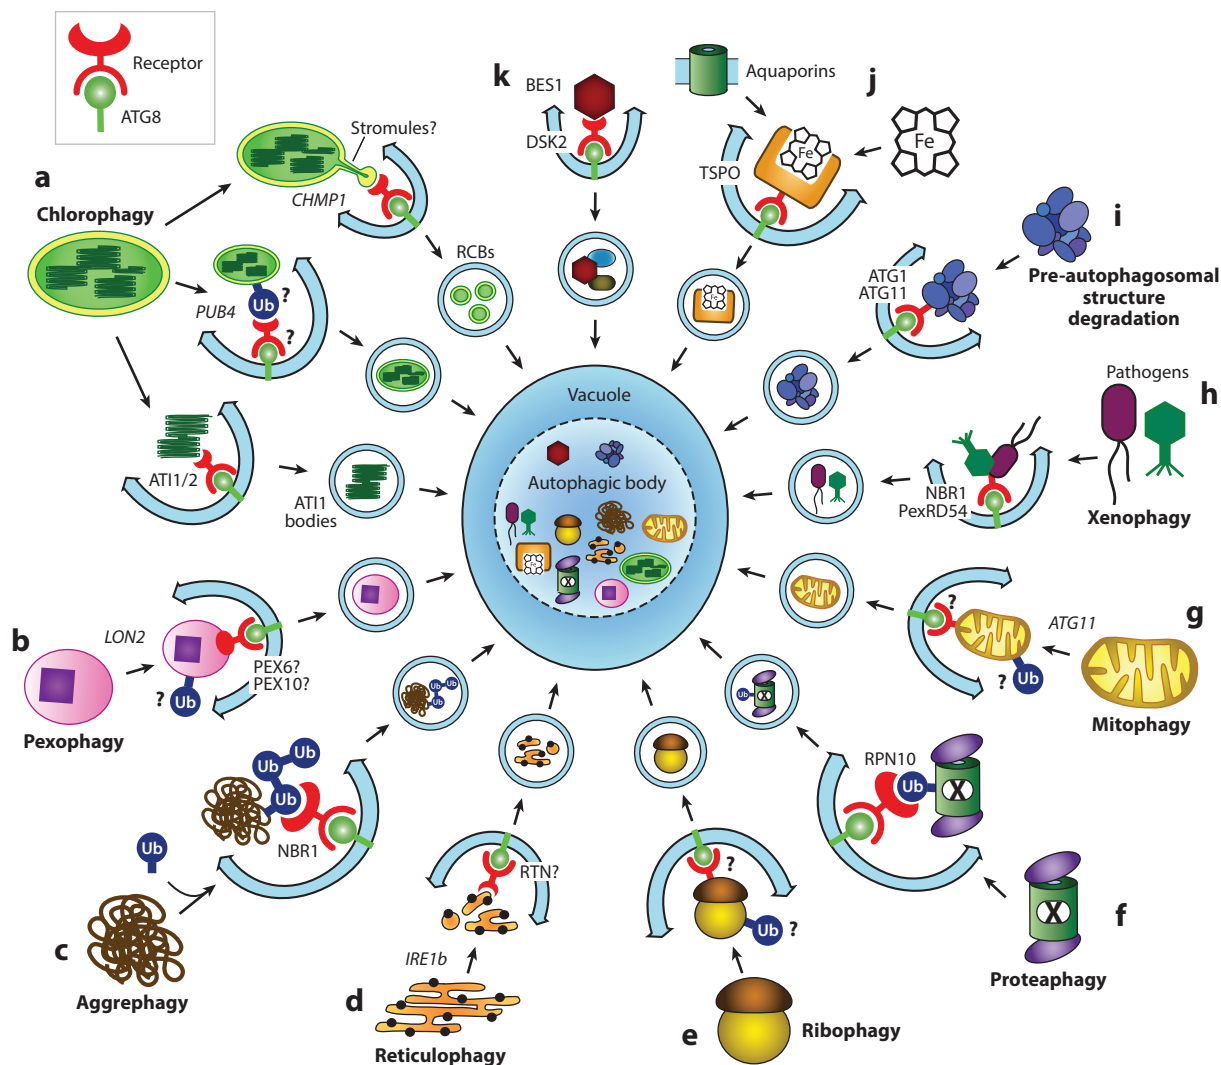 Receptor
ATG8
a
Chlorophagy
Stromules?
CHMP1
RCBs
PUB4
Ub
?
?
ATI1/2
ATI1
bodies
k
BES1
DSK2
Aquaporins
j
Fe
Fe
TSPO
Fe
i
ATG1
ATG11
Pre-autophagosomal
structure
degradation
Pathogens
h
NBR1
PexRD54
Xenophagy
Vacuole
Autophagic body
Fe
X
b
LON2
Pexophagy
?
Ub
PEX6?
PEX10?
g
ATG11
?
?
Ub
Mitophagy
Ub
Ub
Ub
Ub
Ub
Ub
NBR1
Ub
c
Aggrephagy
RTN?
IRE1b
d
Reticulophagy
?
Ub
?
e
Ribophagy
Ub
X
RPN10
Ub
X
X
f
Proteaphagy